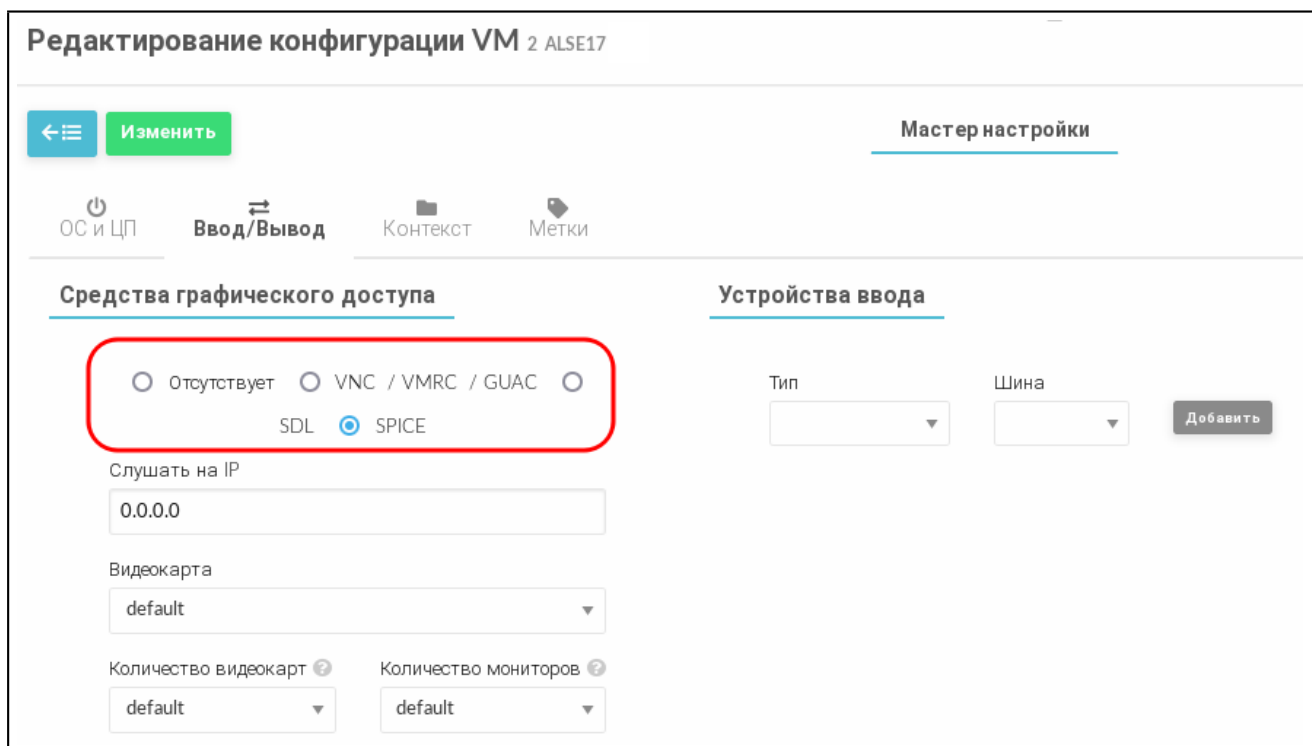 Редактирование конфигурации VM 2 ALSE17
Изменить
Мастер настройки
ОС и ЦП Ввод/Вывод Контекст Метки
Средства графического доступа
Устройства ввода
Отсутствует VNC / VMRC / GUAC
SDL SPICE
Слушать на IP
0.0.0.0
Видеокарта
default
Количество видеокарт ? Количество мониторов ?
default default
Тип Шина
Добавить